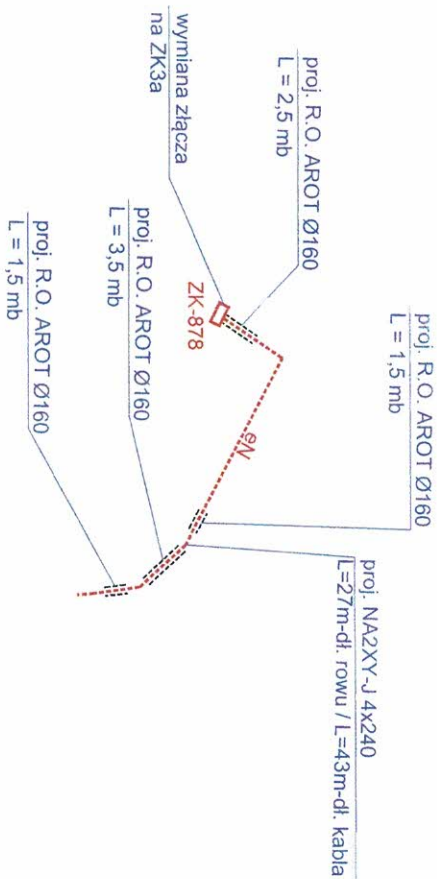 proj. R.O. AROT Ø160
L = 1,5 mb
proj. NA2XY-J 4x240
L=27m-dł. rowu / L=43m-dł. kabla
proj. R.O. AROT Ø160
L = 2,5 mb
eN
wymiana złącza
na ZK3a
ZK-878
proj. R.O. AROT Ø160
L = 3,5 mb
proj. R.O. AROT Ø160
L = 1,5 mb